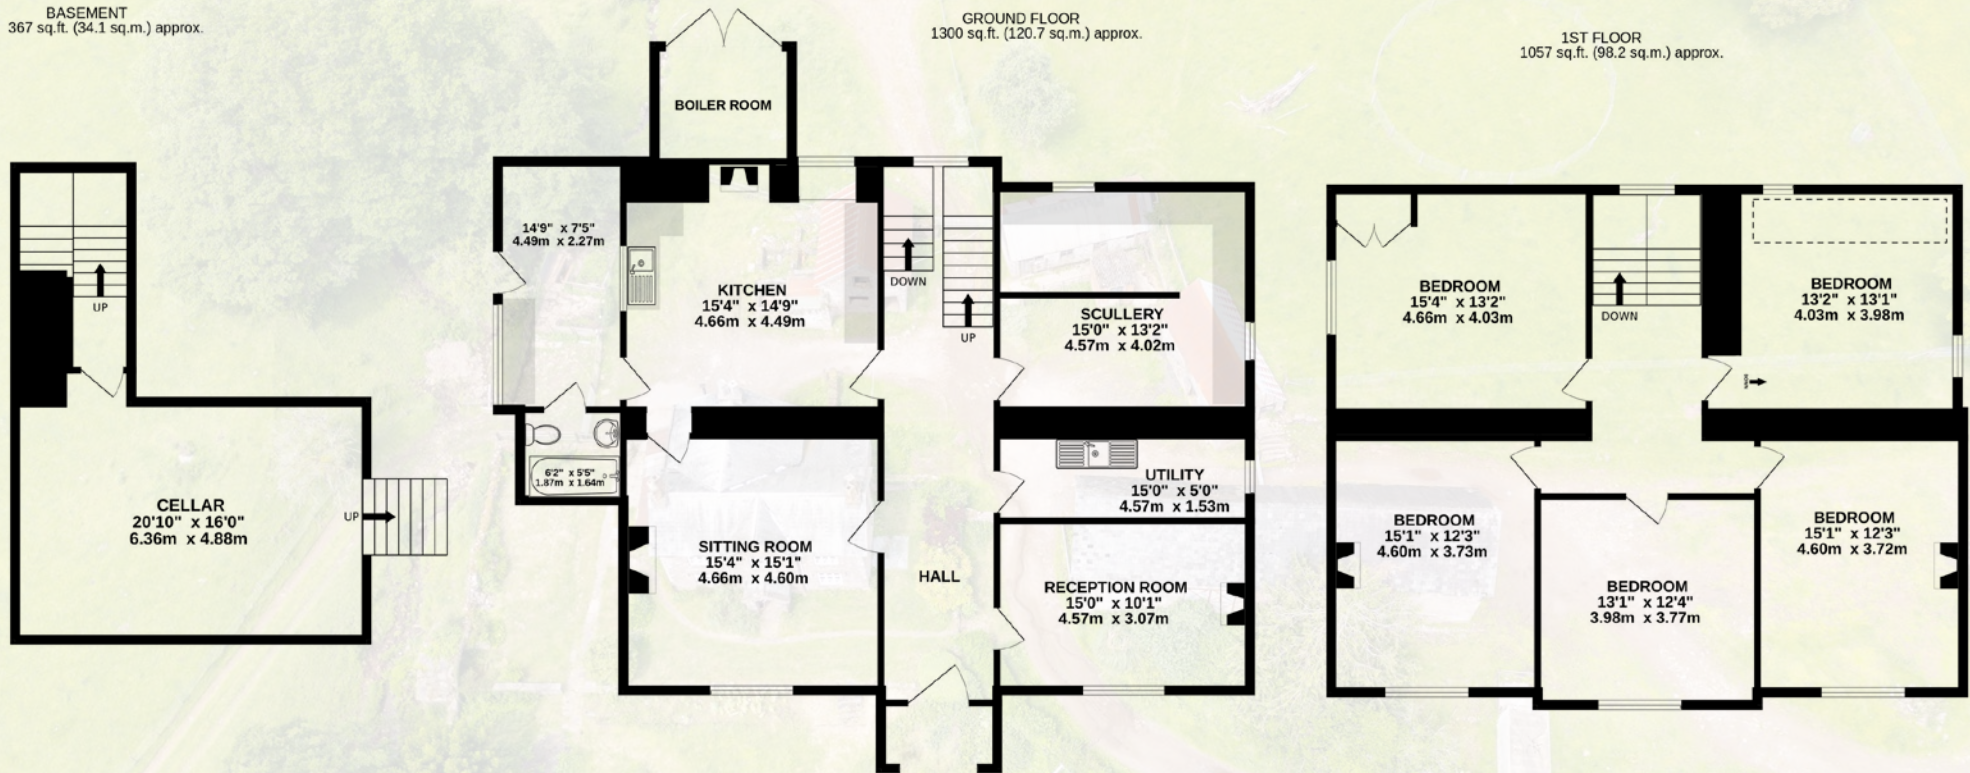 BASEMENT
367 sq.ft. (34.1 sq.m.) approx.
GROUND FLOOR
1300 sq.ft. (120.7 sq.m.) approx.
1ST FLOOR
1057 sq.ft. (98.2 sq.m.) approx.
UP
CELLAR
20'10" x 16'0"
6.36m x 4.88m
UP
BOILER ROOM
14'9" x 7'5"
4.49m x 2.27m
KITCHEN
15'4" x 14'9"
4.66m x 4.49m
DOWN
UP
SCULLERY
15'0" x 13'2"
4.57m x 4.02m
6'2" x 5'5"
1.87m x 1.64m
UTILITY
15'0" x 5'0"
4.57m x 1.53m
SITTING ROOM
15'4" x 15'1"
4.66m x 4.60m
HALL
RECEPTION ROOM
15'0" x 10'1"
4.57m x 3.07m
BEDROOM
15'4" x 13'2"
4.66m x 4.03m
DOWN
BEDROOM
13'2" x 13'1"
4.03m x 3.98m
BEDROOM
15'1" x 12'3"
4.60m x 3.73m
BEDROOM
13'1" x 12'4"
3.98m x 3.77m
BEDROOM
15'1" x 12'3"
4.60m x 3.72m